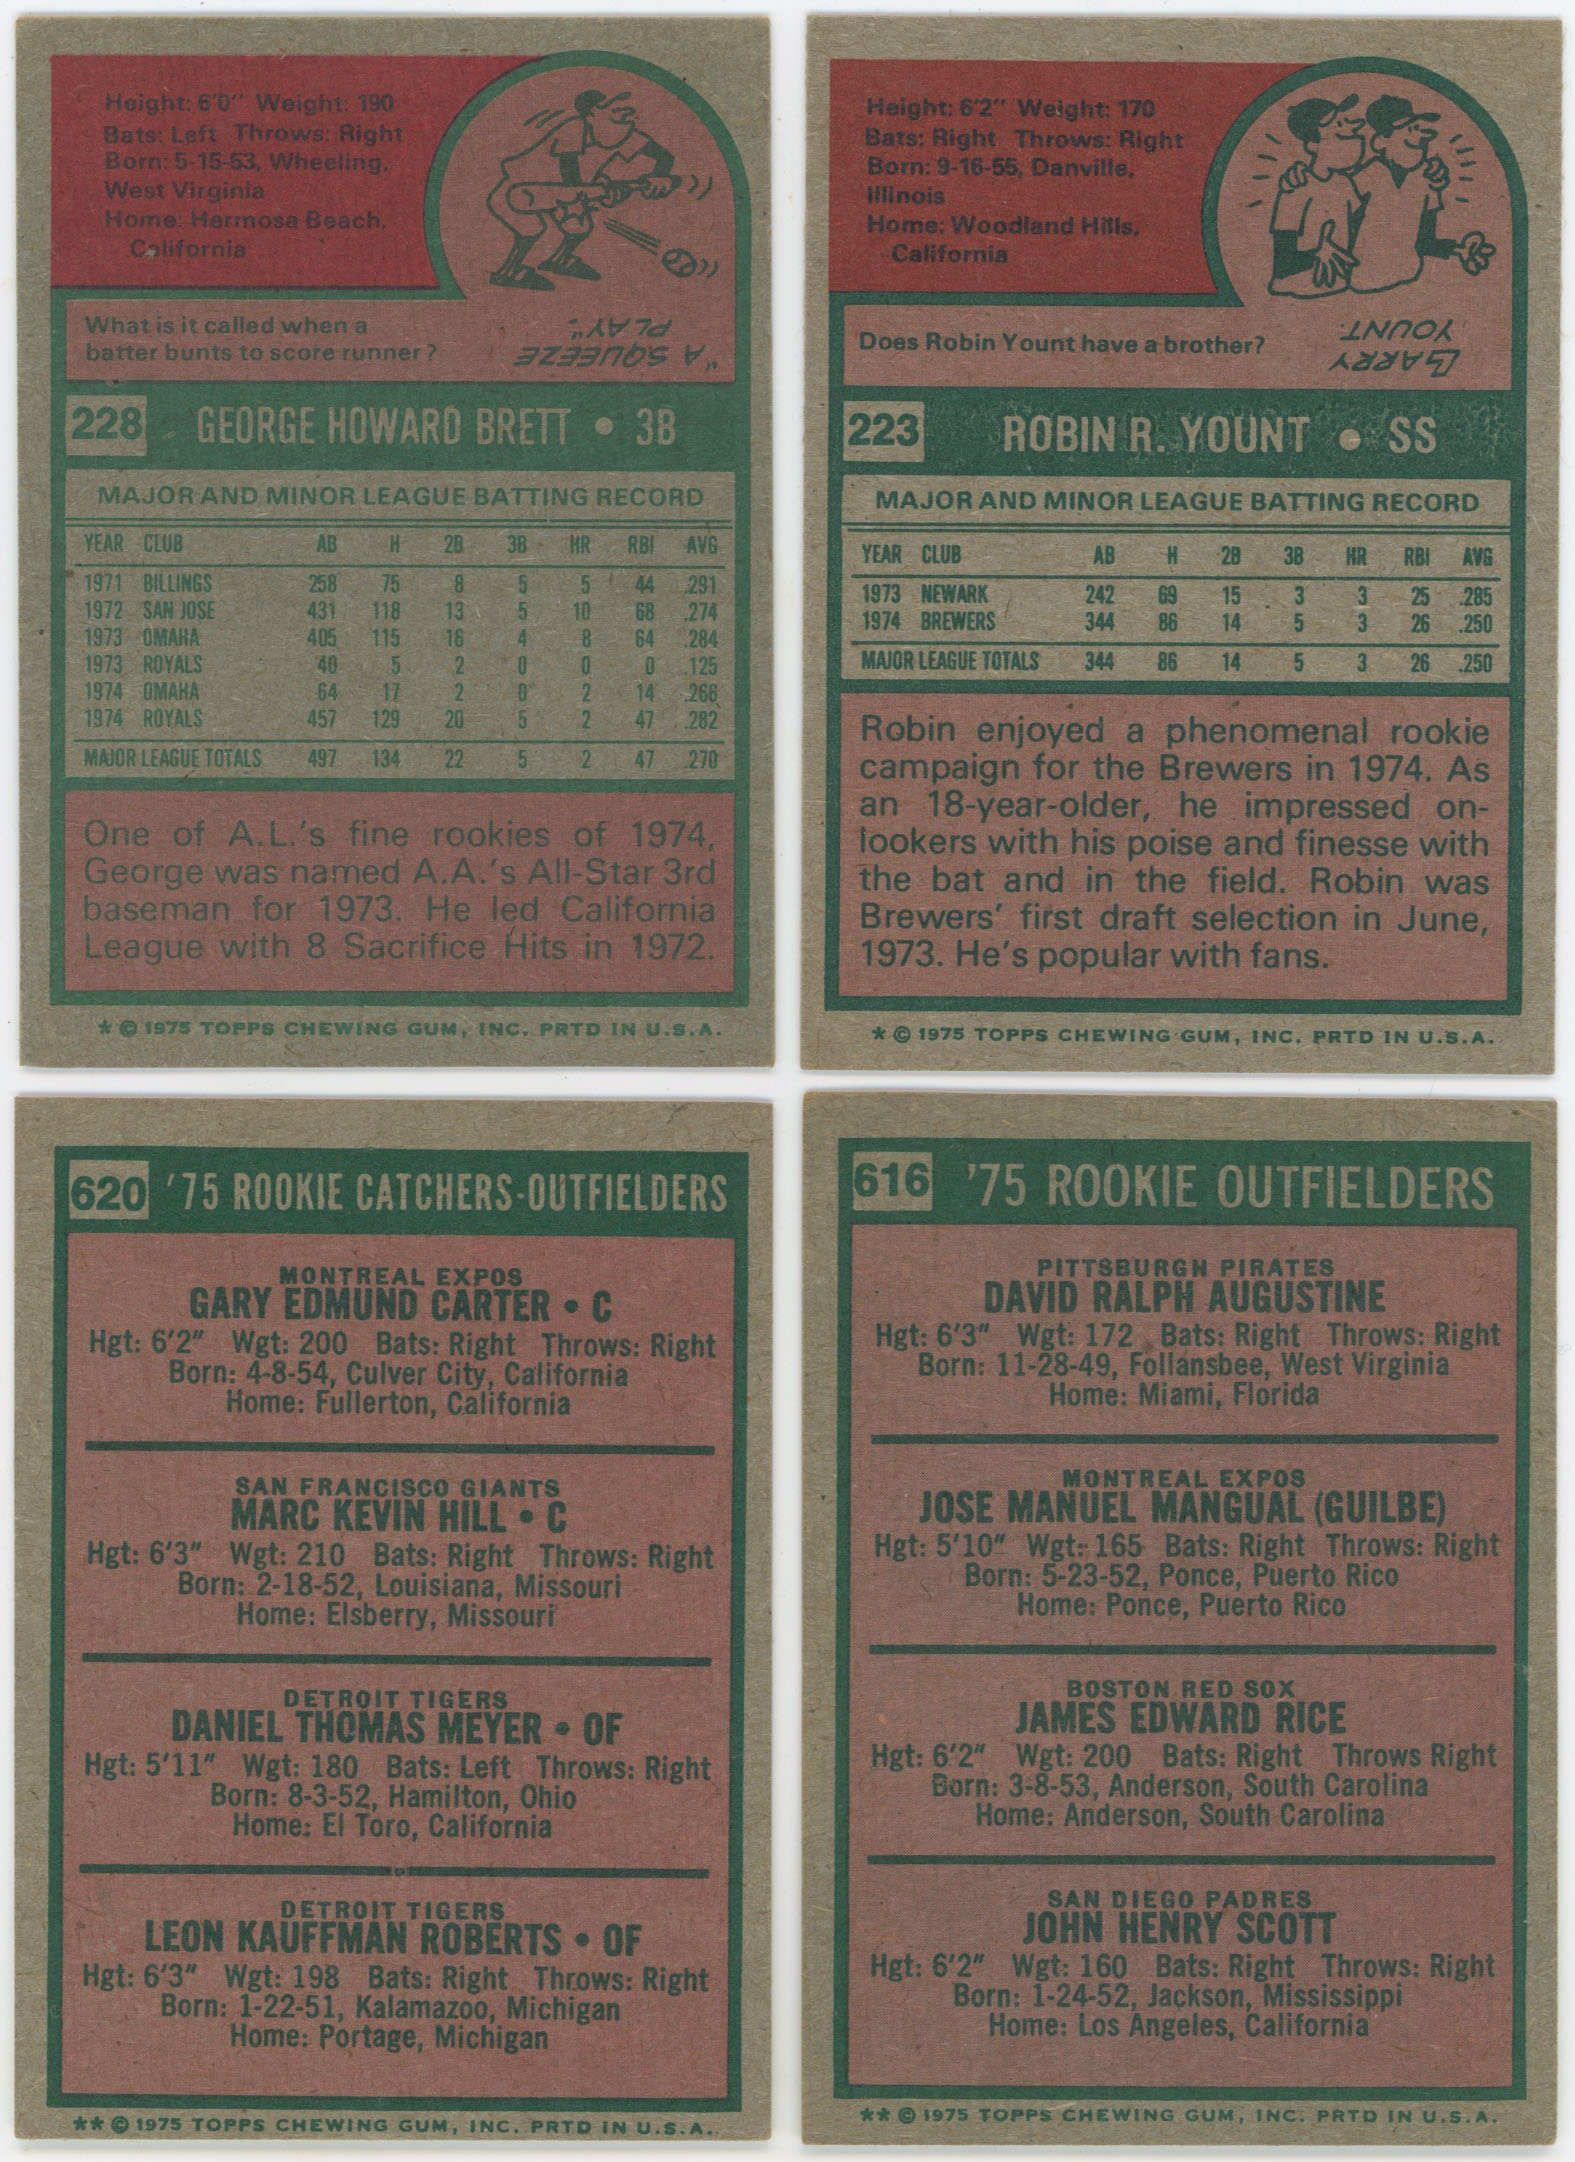 Height: 6'0" Weight: 190
Bats: Left Throws: Right
Born: 5-15-53, Wheeling,
West Virginia
Home: Hermosa Beach,
California
What is it called when a
batter bunts to score runner?
"A SQUEEZE
PLAY".
228 GEORGE HOWARD BRETT • 3B
MAJOR AND MINOR LEAGUE BATTING RECORD
YEAR CLUB AB H 2B 3B HR RBI AVG
1971 BILLINGS 258 75 8 5 5 44 .291
1972 SAN JOSE 431 118 13 5 10 68 .274
1973 OMAHA 405 115 16 4 8 64 .284
1973 ROYALS 40 5 2 0 0 0 .125
1974 OMAHA 64 17 2 0 2 14 .266
1974 ROYALS 457 129 20 5 2 47 .282
MAJOR LEAGUE TOTALS 497 134 22 5 2 47 .270
One of A.L.'s fine rookies of 1974,
George was named A.A.'s All-Star 3rd
baseman for 1973. He led California
League with 8 Sacrifice Hits in 1972.
* © 1975 TOPPS CHEWING GUM, INC. PRTD IN U.S.A.
Height: 6'2" Weight: 170
Bats: Right Throws: Right
Born: 9-16-55, Danville,
Illinois
Home: Woodland Hills,
California
Does Robin Yount have a brother?
LARRY
YOUNT.
223 ROBIN R. YOUNT • SS
MAJOR AND MINOR LEAGUE BATTING RECORD
YEAR CLUB AB H 2B 3B HR RBI AVG
1973 NEWARK 242 69 15 3 3 25 .285
1974 BREWERS 344 86 14 5 3 26 .250
MAJOR LEAGUE TOTALS 344 86 14 5 3 26 .250
Robin enjoyed a phenomenal rookie
campaign for the Brewers in 1974. As
an 18-year-older, he impressed on-
lookers with his poise and finesse with
the bat and in the field. Robin was
Brewers' first draft selection in June,
1973. He's popular with fans.
* © 1975 TOPPS CHEWING GUM, INC. PRTD IN U.S.A.
620 '75 ROOKIE CATCHERS-OUTFIELDERS
MONTREAL EXPOS
GARY EDMUND CARTER • C
Hgt: 6'2" Wgt: 200 Bats: Right Throws: Right
Born: 4-8-54, Culver City, California
Home: Fullerton, California
SAN FRANCISCO GIANTS
MARC KEVIN HILL • C
Hgt: 6'3" Wgt: 210 Bats: Right Throws: Right
Born: 2-18-52, Louisiana, Missouri
Home: Elsberry, Missouri
DETROIT TIGERS
DANIEL THOMAS MEYER • OF
Hgt: 5'11" Wgt: 180 Bats: Left Throws: Right
Born: 8-3-52, Hamilton, Ohio
Home: El Toro, California
DETROIT TIGERS
LEON KAUFFMAN ROBERTS • OF
Hgt: 6'3" Wgt: 198 Bats: Right Throws: Right
Born: 1-22-51, Kalamazoo, Michigan
Home: Portage, Michigan
** © 1975 TOPPS CHEWING GUM, INC. PRTD IN U.S.A.
616 '75 ROOKIE OUTFIELDERS
PITTSBURGH PIRATES
DAVID RALPH AUGUSTINE
Hgt: 6'3" Wgt: 172 Bats: Right Throws: Right
Born: 11-28-49, Follansbee, West Virginia
Home: Miami, Florida
MONTREAL EXPOS
JOSE MANUEL MANGUAL (GUILBE)
Hgt: 5'10" Wgt: 165 Bats: Right Throws: Right
Born: 5-23-52, Ponce, Puerto Rico
Home: Ponce, Puerto Rico
BOSTON RED SOX
JAMES EDWARD RICE
Hgt: 6'2" Wgt: 200 Bats: Right Throws Right
Born: 3-8-53, Anderson, South Carolina
Home: Anderson, South Carolina
SAN DIEGO PADRES
JOHN HENRY SCOTT
Hgt: 6'2" Wgt: 160 Bats: Right Throws: Right
Born: 1-24-52, Jackson, Mississippi
Home: Los Angeles, California
** © 1975 TOPPS CHEWING GUM, INC. PRTD IN U.S.A.